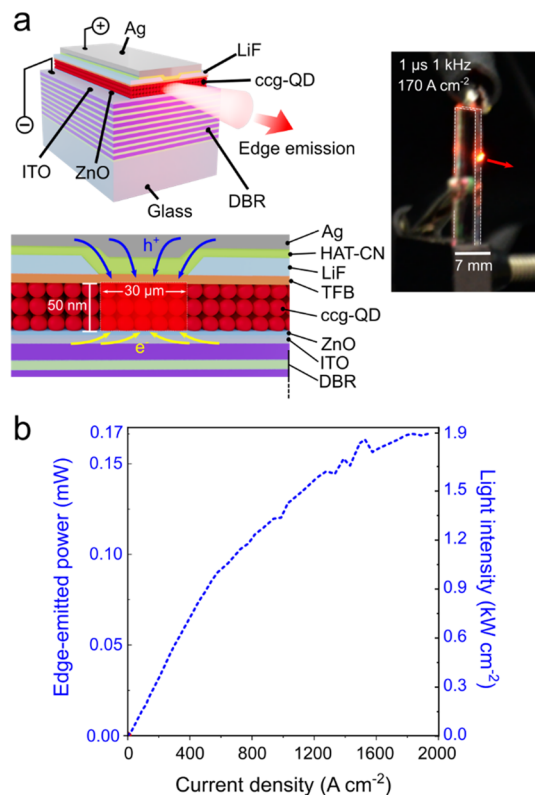 a
+
Ag
LiF
ccg-QD
Edge emission
−
ITO
ZnO
DBR
Glass
1 µs 1 kHz
170 A cm⁻²
7 mm
h⁺
Ag
HAT-CN
LiF
TFB
30 µm
50 nm
ccg-QD
ZnO
e
ITO
DBR
b
Edge-emitted power (mW)
0.17
0.15
0.10
0.05
0.00
Light intensity (kW cm⁻²)
1.9
1.5
1.2
0.9
0.6
0.3
0.0
0
400
800
1200
1600
2000
Current density (A cm⁻²)